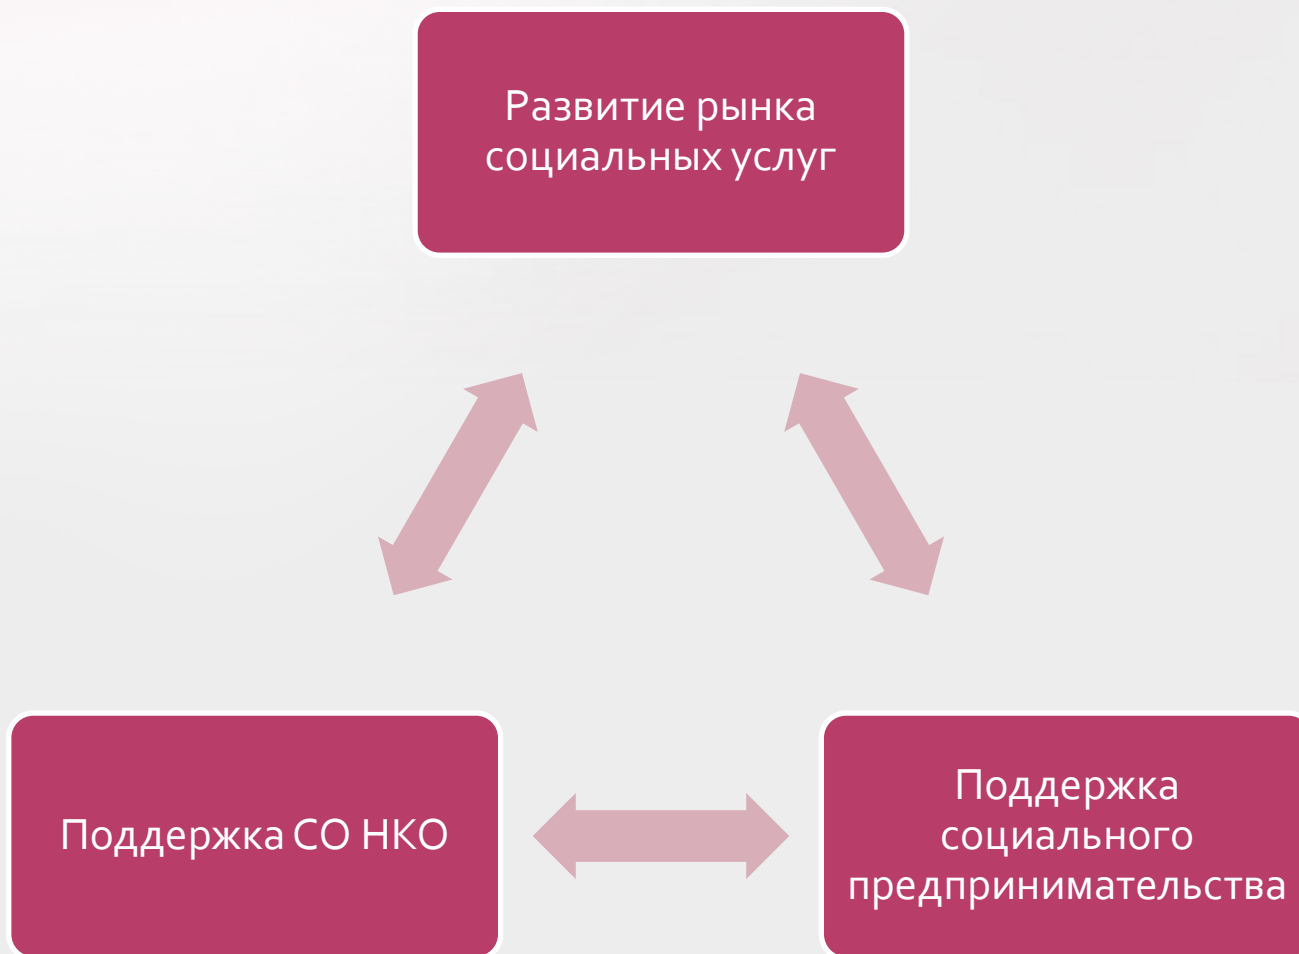 Развитие рынка
социальных услуг
Поддержка СО НКО
Поддержка
социального
предпринимательства